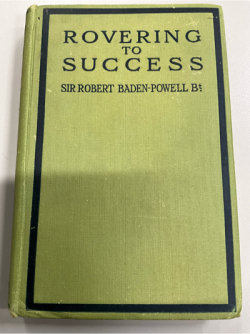 ROVERING
TO
SUCCESS
SIR ROBERT BADEN-POWELL Bt